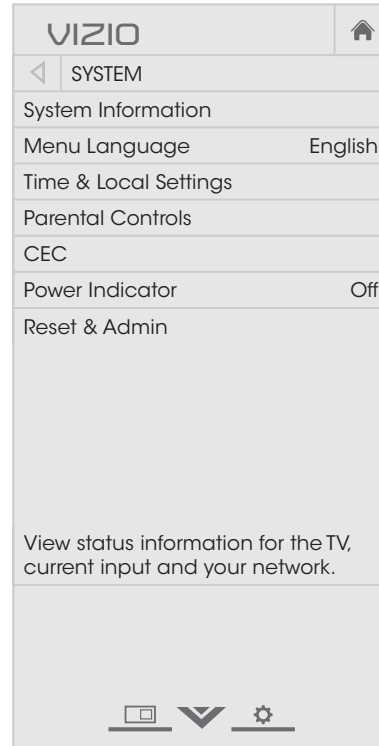 VIZIO
SYSTEM
System Information
Menu Language English
Time & Local Settings
Parental Controls
CEC
Power Indicator Off
Reset & Admin
View status information for the TV,
current input and your network.